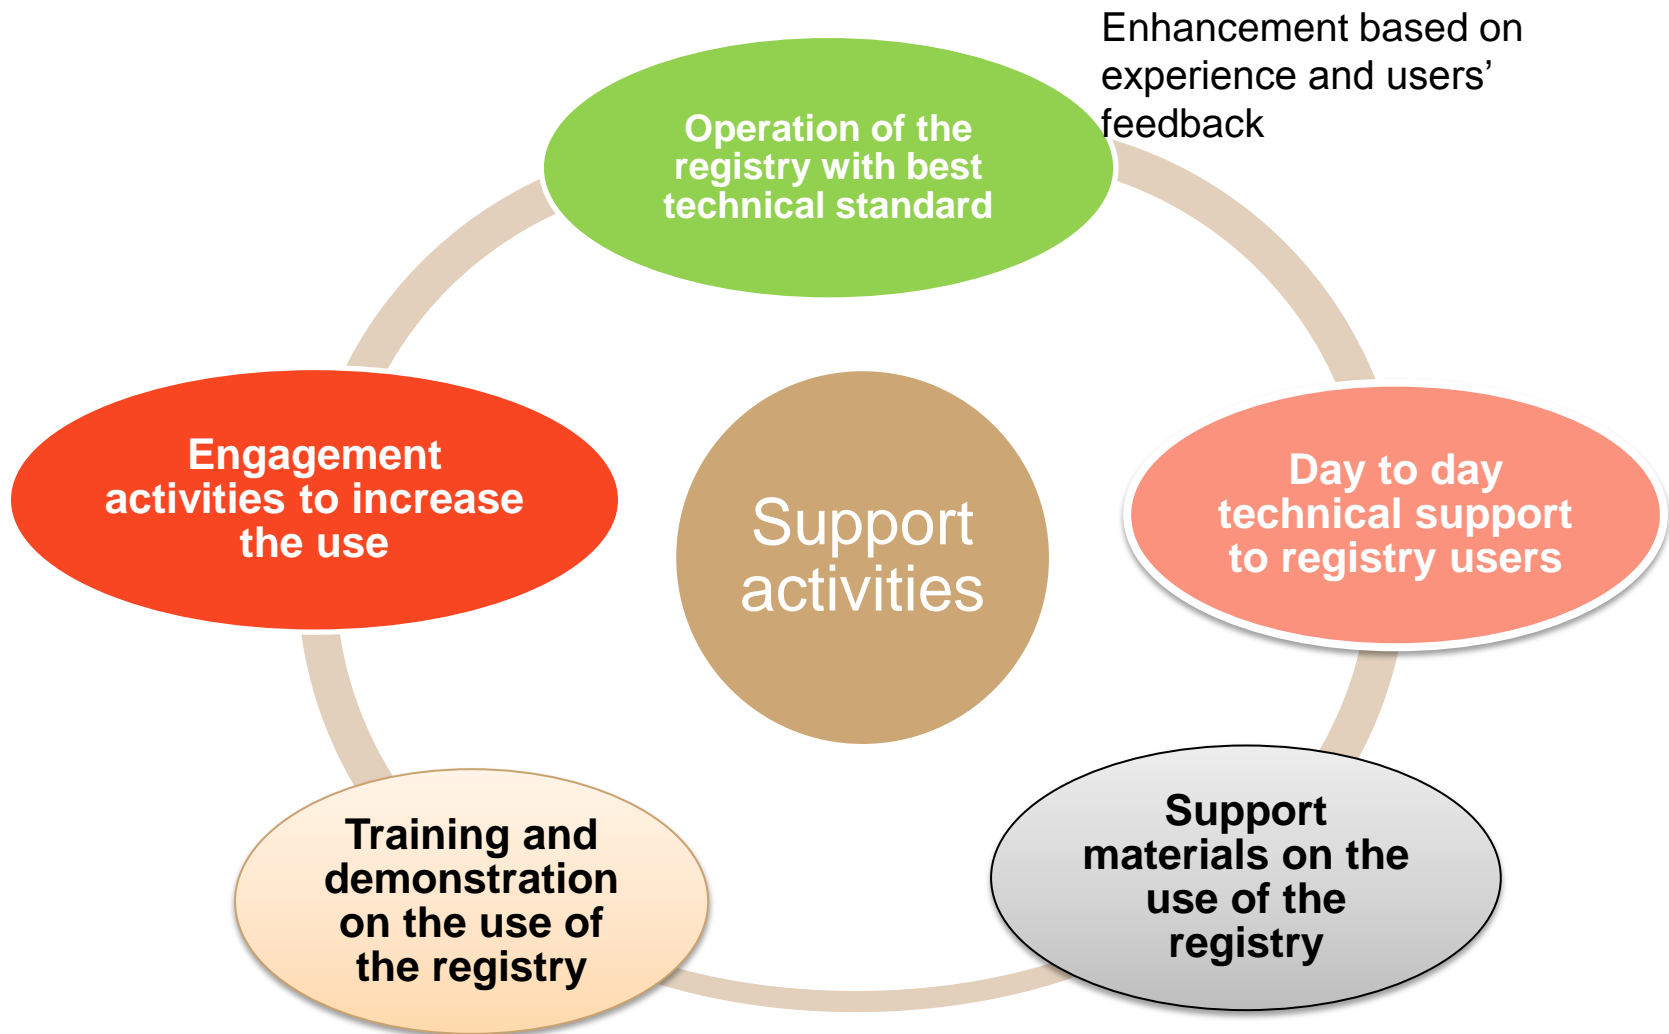 Enhancement based on
experience and users’
feedback
Operation of the
registry with best
technical standard
Engagement
activities to increase
the use
Support
activities
Day to day
technical support
to registry users
Training and
demonstration
on the use of
the registry
Support
materials on the
use of the
registry